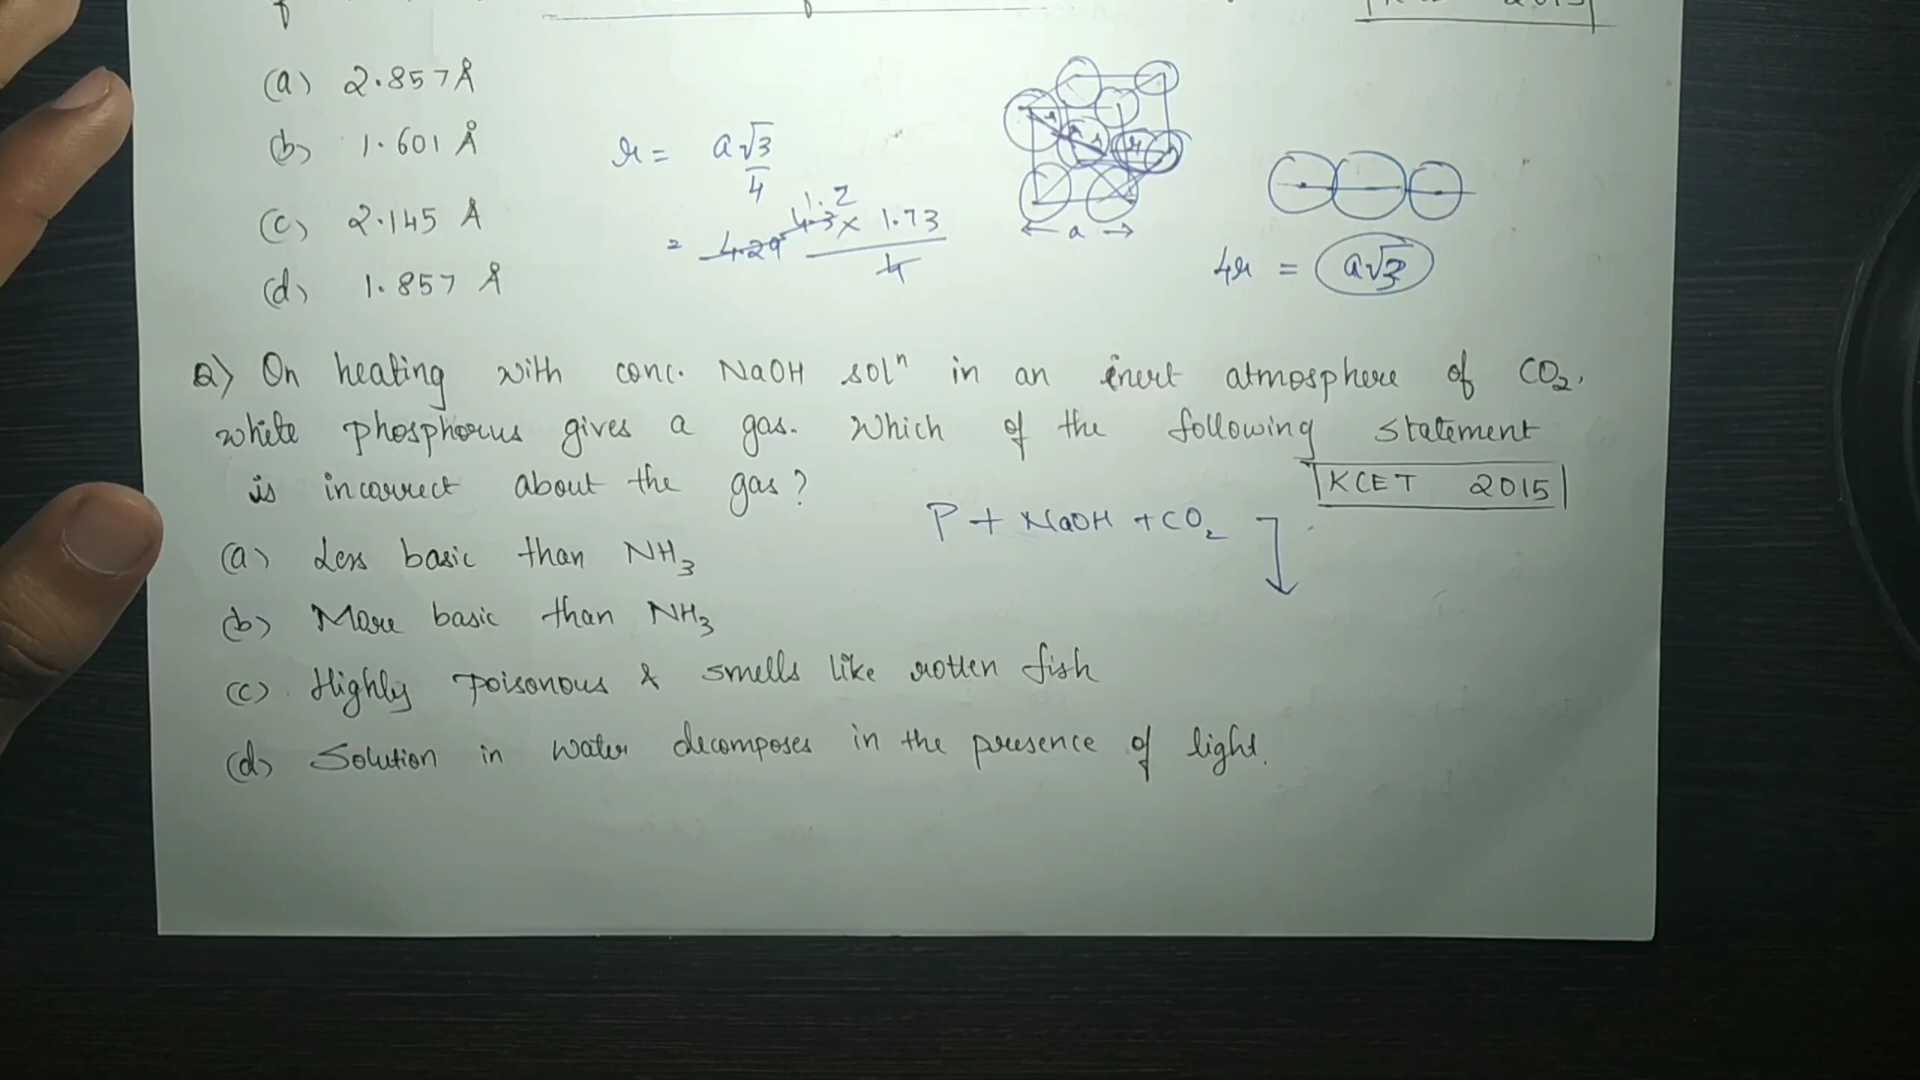 (a) 2.857 Å
(b) 1.601 Å
(c) 2.145 Å
(d) 1.857 Å
r = a√3
4
1.2
= 4.29 4.3 x 1.73
4
a
4r = a√3
Q) On heating with conc. NaOH solⁿ in an inert atmosphere of CO₂,
white phosphorus gives a gas. Which of the following statement
is incorrect about the gas?
KCET 2015
P + NaOH + CO₂
(a) Less basic than NH₃
(b) More basic than NH₃
(c) Highly poisonous & smells like rotten fish
(d) Solution in water decomposes in the presence of light.